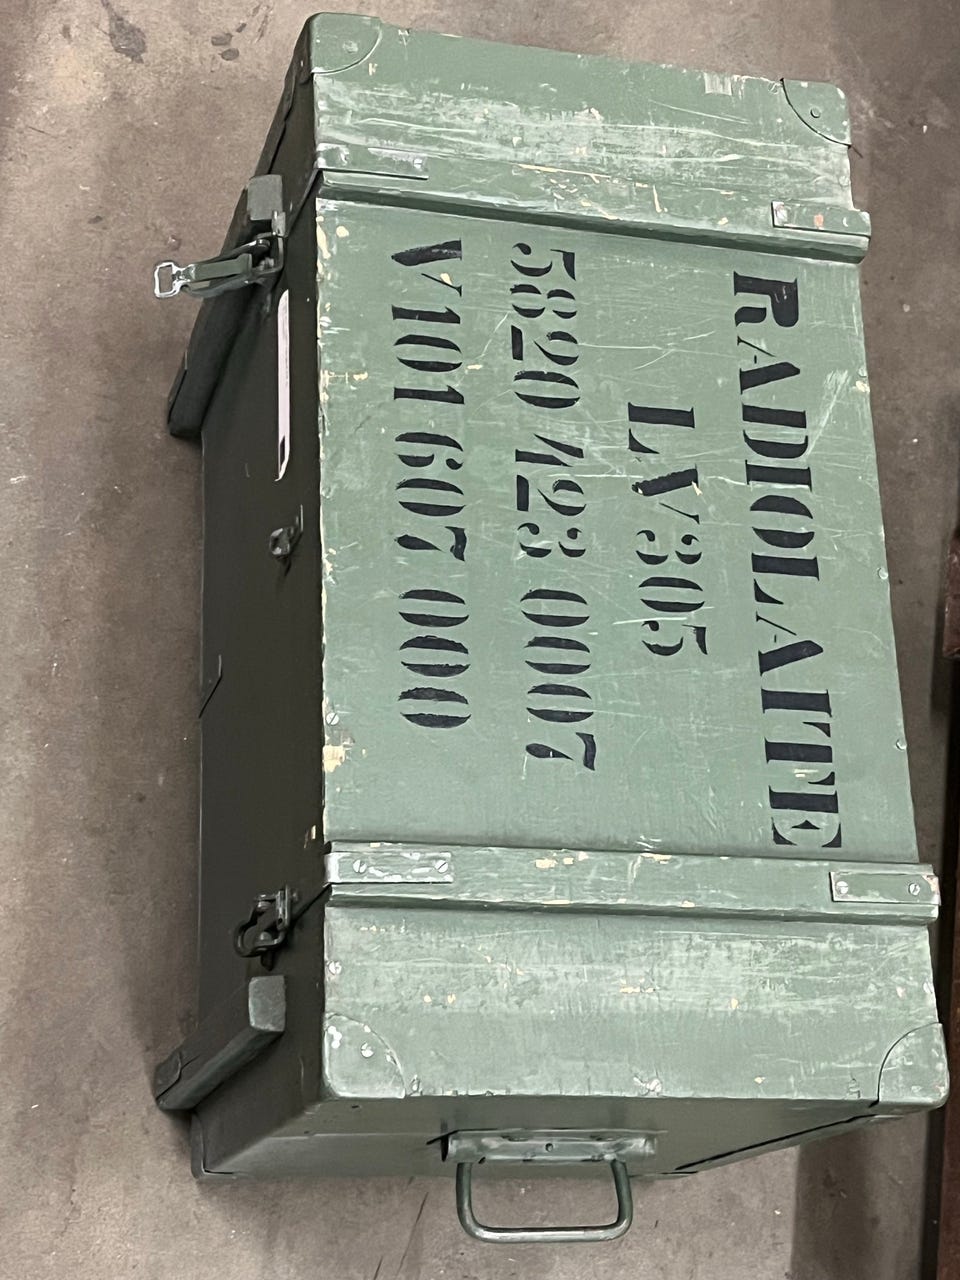 RADIOLAITE
LV305
5820 423 0007
V101 607 000